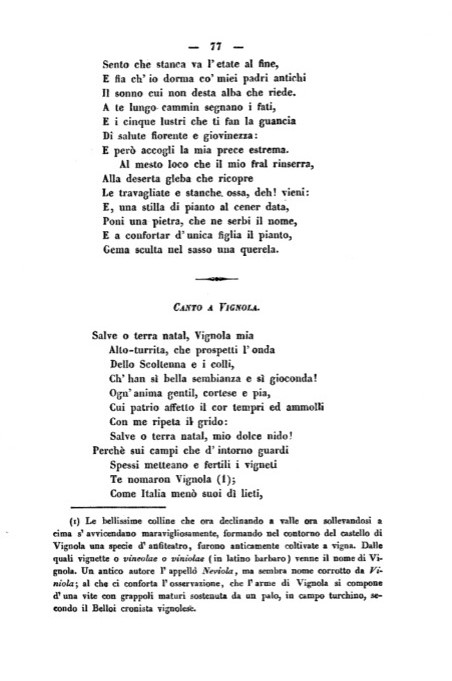 — 77 —
Sento che stanca va l'etate al fine,
E fia ch'io dorma co' miei padri antichi
Il sonno cui non desta alba che riede.
A te lungo cammin segnano i fati,
E i cinque lustri che ti fan la guancia
Di salute fiorente e giovinezza:
E però accogli la mia prece estrema.
Al mesto loco che il mio fral rinserra,
Alla deserta gleba che ricopre
Le travagliate e stanche ossa, deh! vieni:
E, una stilla di pianto al cener data,
Poni una pietra, che ne serbi il nome,
E a confortar d'unica figlia il pianto,
Gema sculta nel sasso una querela.
CANTO A VIGNOLA.
Salve o terra natal, Vignola mia
Alto-turrita, che prospetti l'onda
Dello Scoltenna e i colli,
Ch'han sì bella sembianza e sì gioconda!
Ogn'anima gentil, cortese e pia,
Cui patrio affetto il cor tempri ed ammolli
Con me ripeta il grido:
Salve o terra natal, mio dolce nido!
Perchè sui campi che d'intorno guardi
Spessi metteano e fertili i vigneti
Te nomaron Vignola (1);
Come Italia menò suoi dì lieti,
(1) Le bellissime colline che ora declinando a valle ora sollevandosi a
cima s'avvicendano maravigliosamente, formando nel contorno del castello di
Vignola una specie d'anfiteatro, furono anticamente coltivate a vigna. Dalle
quali vignette o vineolae o viniolae (in latino barbaro) venne il nome di Vi-
gnola. Un antico autore l'appellò Neviola, ma sembra nome corrotto da Vi-
niola; al che ci conforta l'osservazione, che l'arme di Vignola si compone
d'una vite con grappoli maturi sostenuta da un palo, in campo turchino, se-
condo il Belloi cronista vignolese.